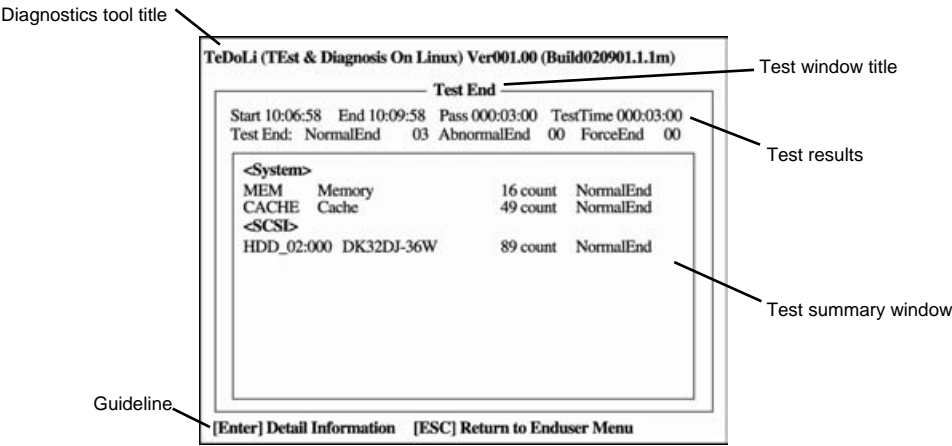 Diagnostics tool title
TeDoLi (TEst & Diagnosis On Linux) Ver001.00 (Build020901.1.1m)
Test window title
Test End
Start 10:06:58 End 10:09:58 Pass 000:03:00 TestTime 000:03:00
Test End: NormalEnd 03 AbnormalEnd 00 ForceEnd 00
Test results
<System>
MEM Memory 16 count NormalEnd
CACHE Cache 49 count NormalEnd
<SCSI>
HDD_02:000 DK32DJ-36W 89 count NormalEnd
Test summary window
Guideline
[Enter] Detail Information [ESC] Return to Enduser Menu